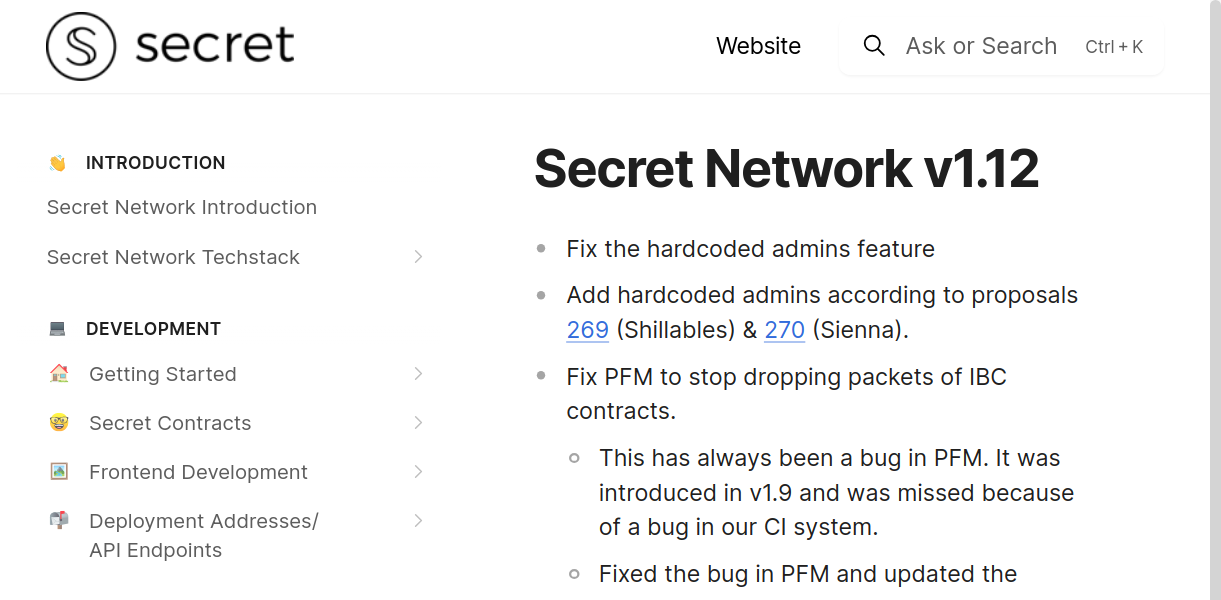 secret
Website
Ask or Search
Ctrl + K
INTRODUCTION
Secret Network Introduction
Secret Network Techstack
DEVELOPMENT
Getting Started
Secret Contracts
Frontend Development
Deployment Addresses/
API Endpoints
Secret Network v1.12
Fix the hardcoded admins feature
Add hardcoded admins according to proposals
269 (Shillables) & 270 (Sienna).
Fix PFM to stop dropping packets of IBC
contracts.
This has always been a bug in PFM. It was
introduced in v1.9 and was missed because
of a bug in our CI system.
Fixed the bug in PFM and updated the